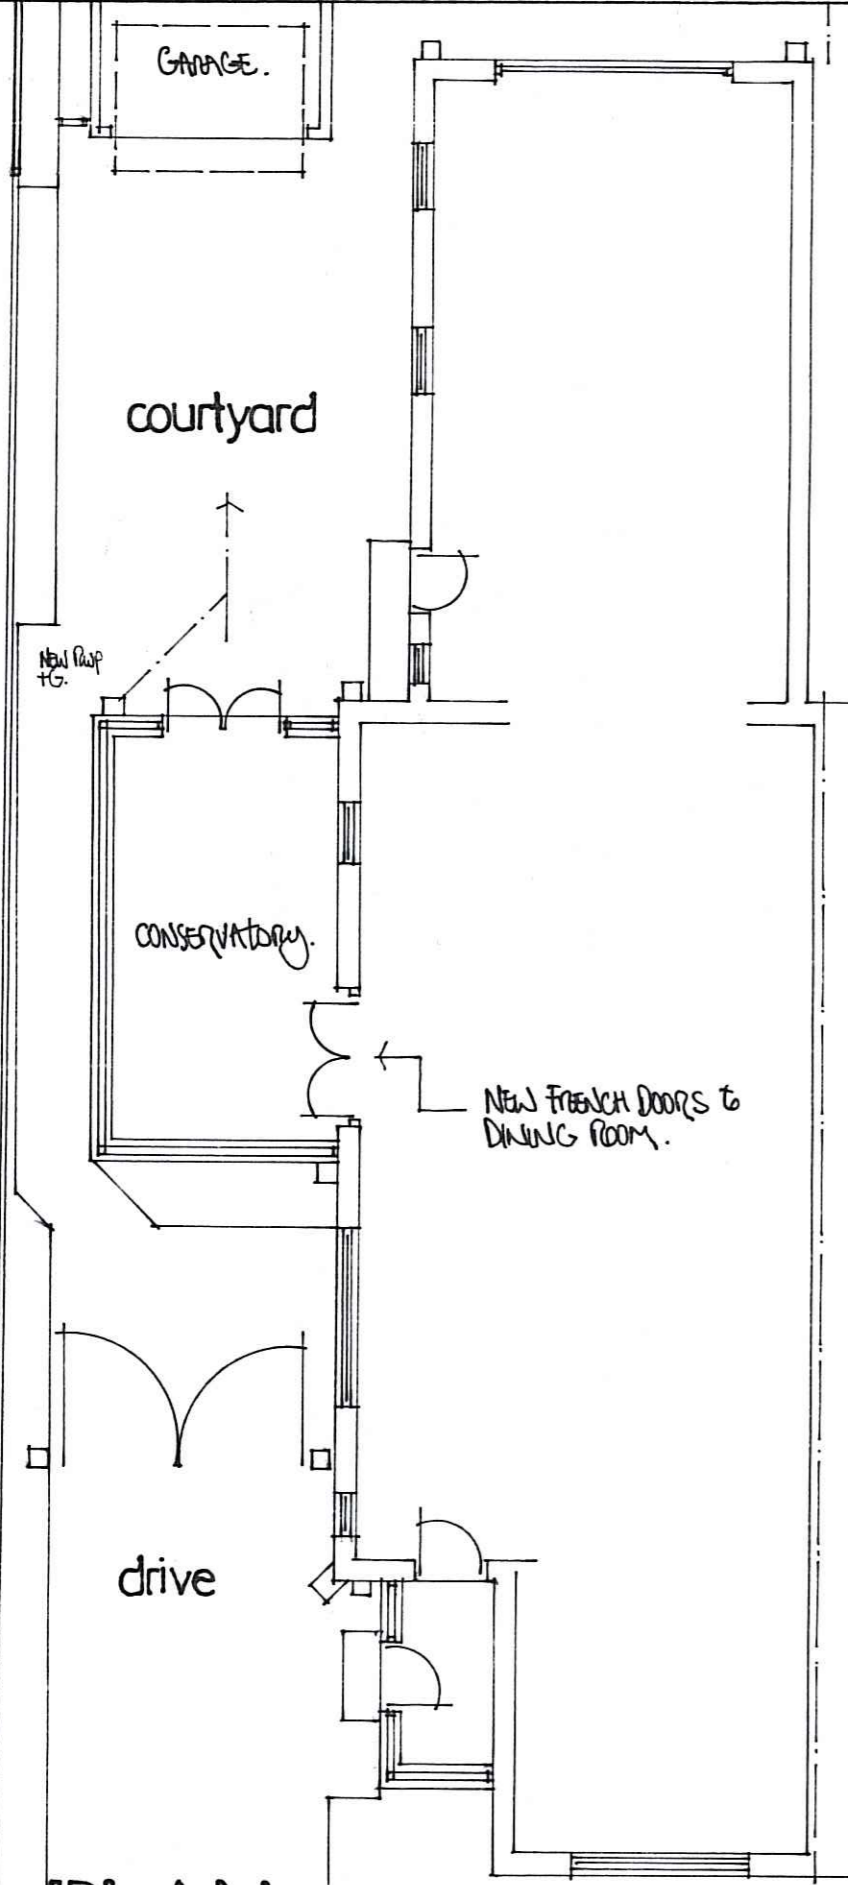 GARAGE.
courtyard
NEW RWP
+G.
CONSERVATORY.
NEW FRENCH DOORS to
DINING ROOM.
drive